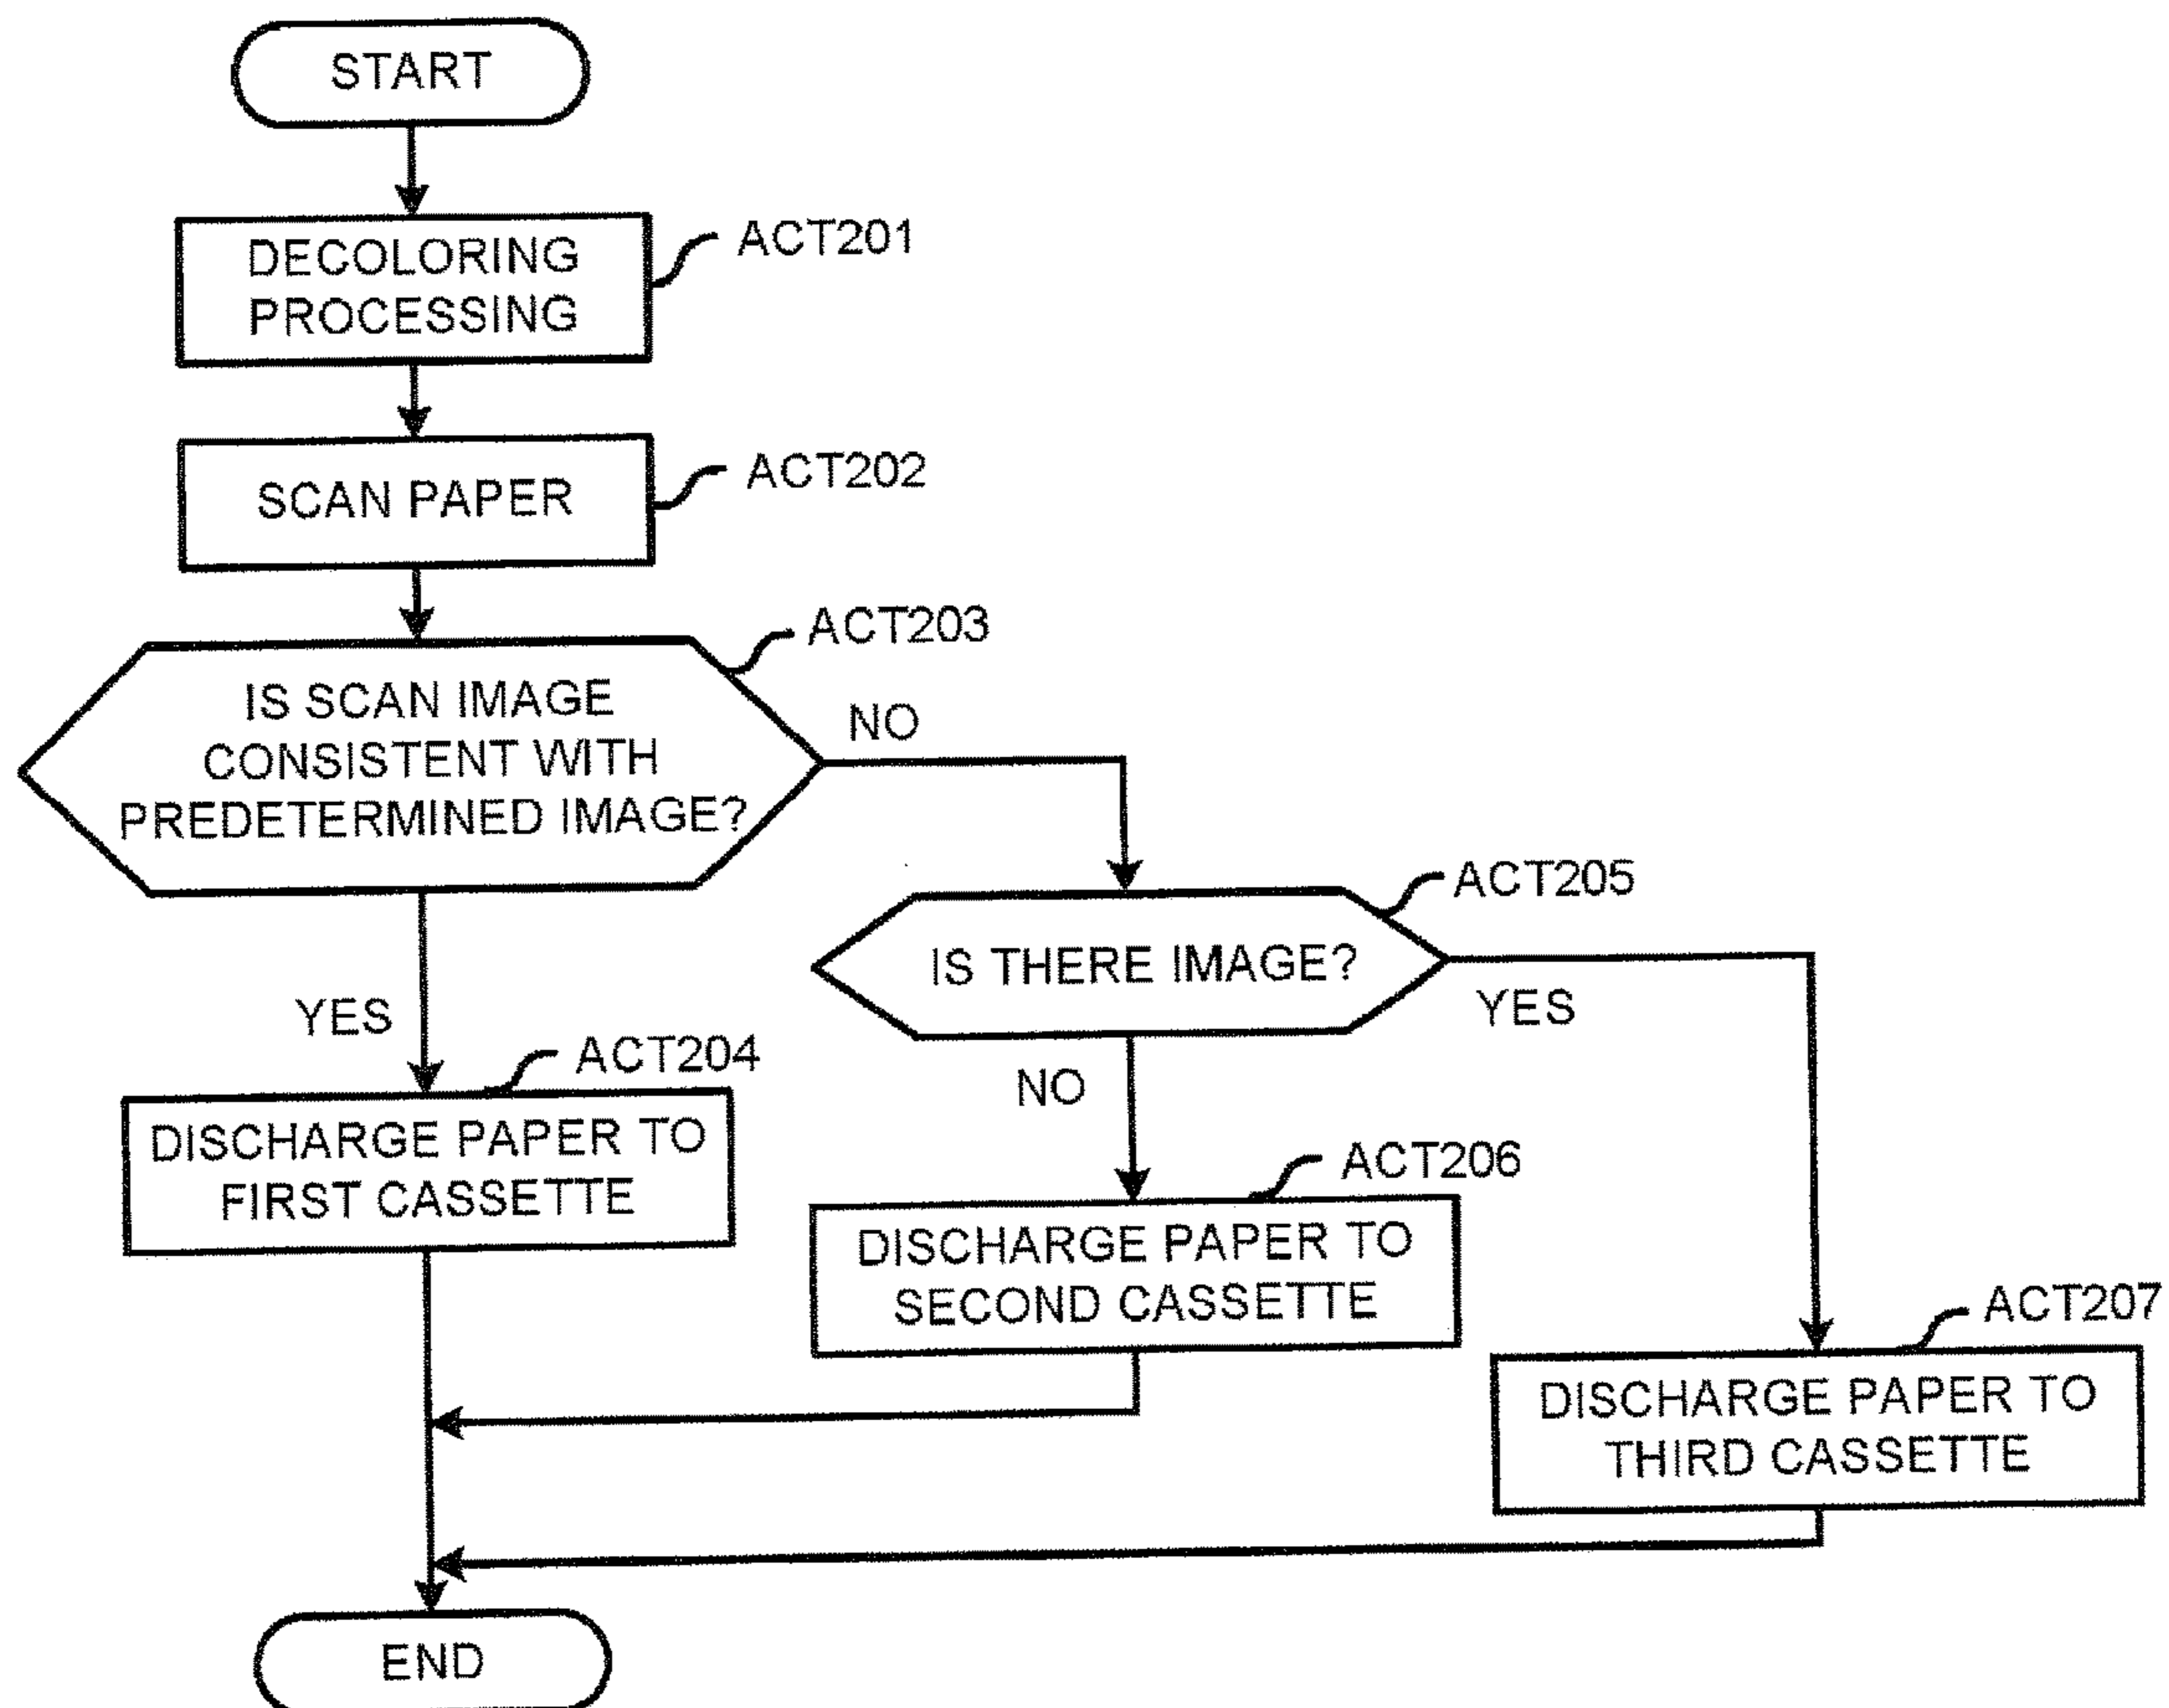 START
DECOLORING
PROCESSING
ACT201
SCAN PAPER
ACT202
ACT203
IS SCAN IMAGE
CONSISTENT WITH
PREDETERMINED IMAGE?
NO
YES
ACT205
IS THERE IMAGE?
YES
NO
ACT204
DISCHARGE PAPER TO
FIRST CASSETTE
ACT206
DISCHARGE PAPER TO
SECOND CASSETTE
ACT207
DISCHARGE PAPER TO
THIRD CASSETTE
END